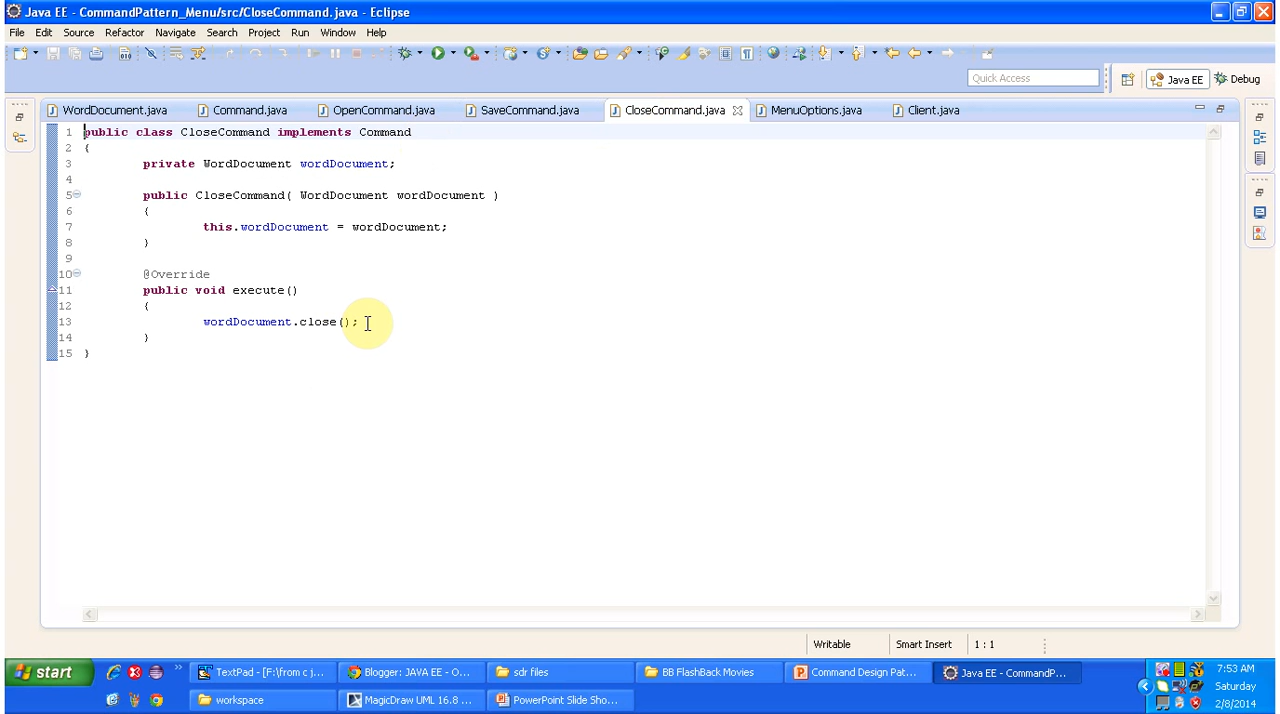 Java EE - CommandPattern_Menu/src/CloseCommand.java - Eclipse
File Edit Source Refactor Navigate Search Project Run Window Help
Quick Access
Java EE
Debug
WordDocument.java Command.java OpenCommand.java SaveCommand.java CloseCommand.java MenuOptions.java Client.java
1 public class CloseCommand implements Command
2 {
3 private WordDocument wordDocument;
4
5 public CloseCommand( WordDocument wordDocument )
6 {
7 this.wordDocument = wordDocument;
8 }
9
10 @Override
11 public void execute()
12 {
13 wordDocument.close();
14 }
15 }
Writable Smart Insert 1 : 1
start
TextPad - [F:\from c j...
Blogger: JAVA EE - O...
sdr files
BB FlashBack Movies
Command Design Pat...
Java EE - CommandP...
7:53 AM
Saturday
workspace
MagicDraw UML 16.8 ...
PowerPoint Slide Sho...
2/8/2014